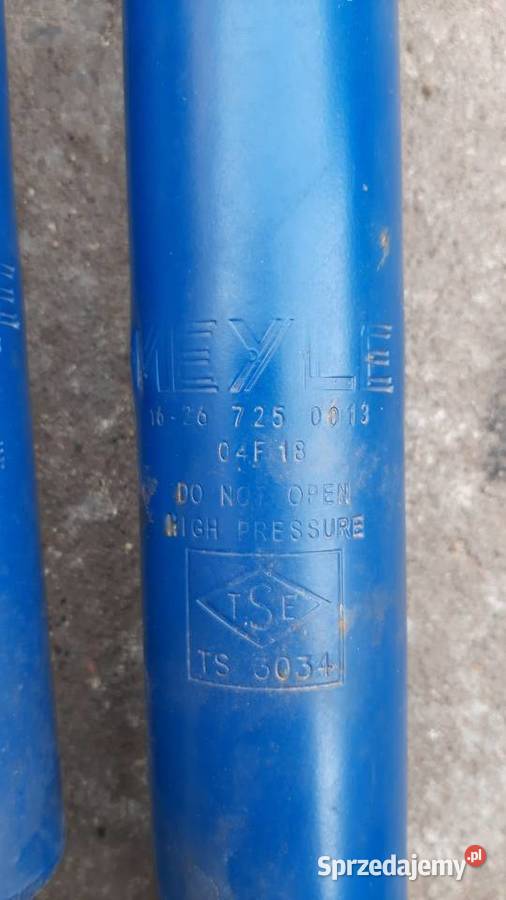 MEYLE
16-26 725 0013
04F18
DO NOT OPEN
HIGH PRESSURE
TSE
TS 3034
Sprzedajemy.pl